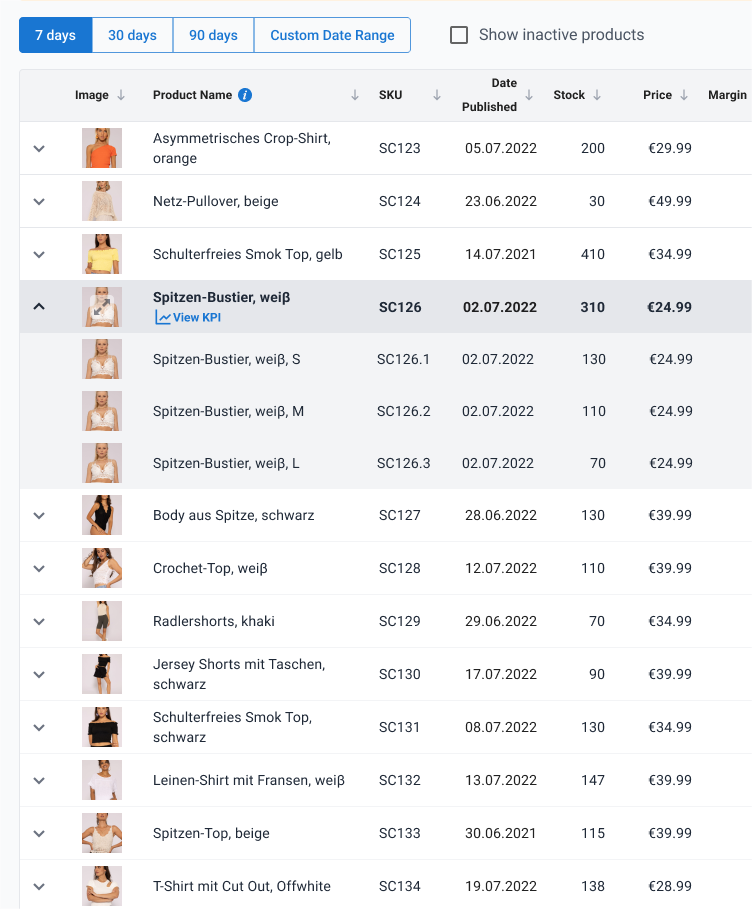 7 days 30 days 90 days Custom Date Range Show inactive products
Image Product Name SKU Date Published Stock Price Margin
Asymmetrisches Crop-Shirt,
orange SC123 05.07.2022 200 €29.99
Netz-Pullover, beige SC124 23.06.2022 30 €49.99
Schulterfreies Smok Top, gelb SC125 14.07.2021 410 €34.99
Spitzen-Bustier, weiβ SC126 02.07.2022 310 €24.99
View KPI
Spitzen-Bustier, weiβ, S SC126.1 02.07.2022 130 €24.99
Spitzen-Bustier, weiβ, M SC126.2 02.07.2022 110 €24.99
Spitzen-Bustier, weiβ, L SC126.3 02.07.2022 70 €24.99
Body aus Spitze, schwarz SC127 28.06.2022 130 €39.99
Crochet-Top, weiβ SC128 12.07.2022 110 €39.99
Radlershorts, khaki SC129 29.06.2022 70 €34.99
Jersey Shorts mit Taschen,
schwarz SC130 17.07.2022 90 €39.99
Schulterfreies Smok Top,
schwarz SC131 08.07.2022 130 €34.99
Leinen-Shirt mit Fransen, weiβ SC132 13.07.2022 147 €39.99
Spitzen-Top, beige SC133 30.06.2021 115 €39.99
T-Shirt mit Cut Out, Offwhite SC134 19.07.2022 138 €28.99